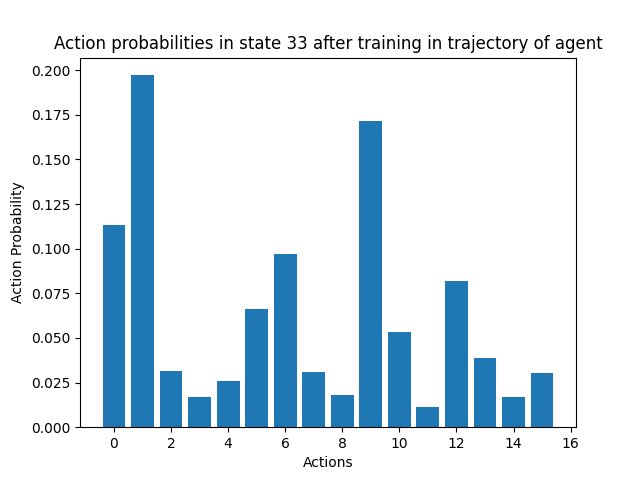 Action probabilities in state 33 after training in trajectory of agent
0.200
0.175
0.150
0.125
0.100
0.075
0.050
0.025
0.000
Action Probability
0 2 4 6 8 10 12 14 16
Actions